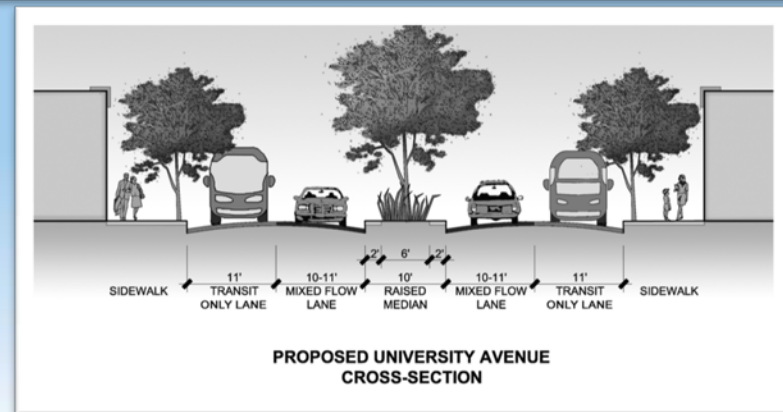 2' 6' 2'
11' 10-11' 10' 10-11' 11'
SIDEWALK TRANSIT MIXED FLOW RAISED MIXED FLOW TRANSIT SIDEWALK
ONLY LANE LANE MEDIAN LANE ONLY LANE
PROPOSED UNIVERSITY AVENUE
CROSS-SECTION